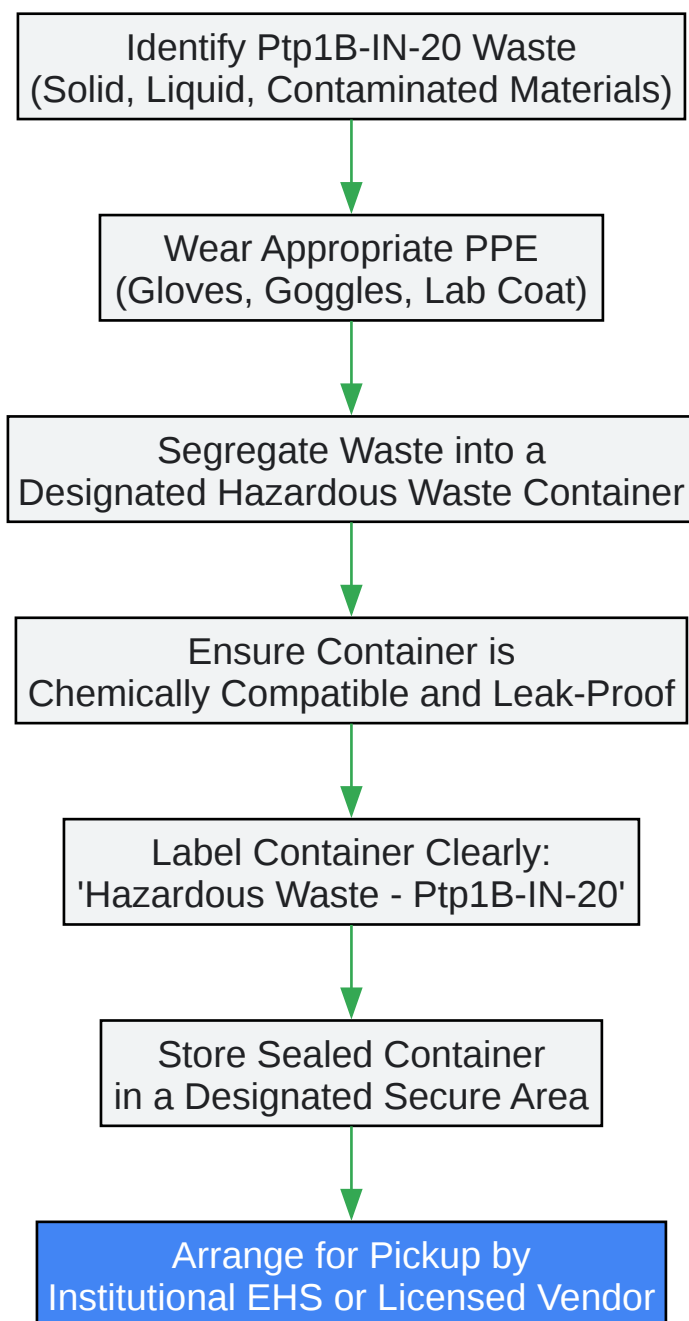 Identify Ptp1B-IN-20 Waste
(Solid, Liquid, Contaminated Materials)
Wear Appropriate PPE
(Gloves, Goggles, Lab Coat)
Segregate Waste into a
Designated Hazardous Waste Container
Ensure Container is
Chemically Compatible and Leak-Proof
Label Container Clearly:
'Hazardous Waste - Ptp1B-IN-20'
Store Sealed Container
in a Designated Secure Area
Arrange for Pickup by
Institutional EHS or Licensed Vendor